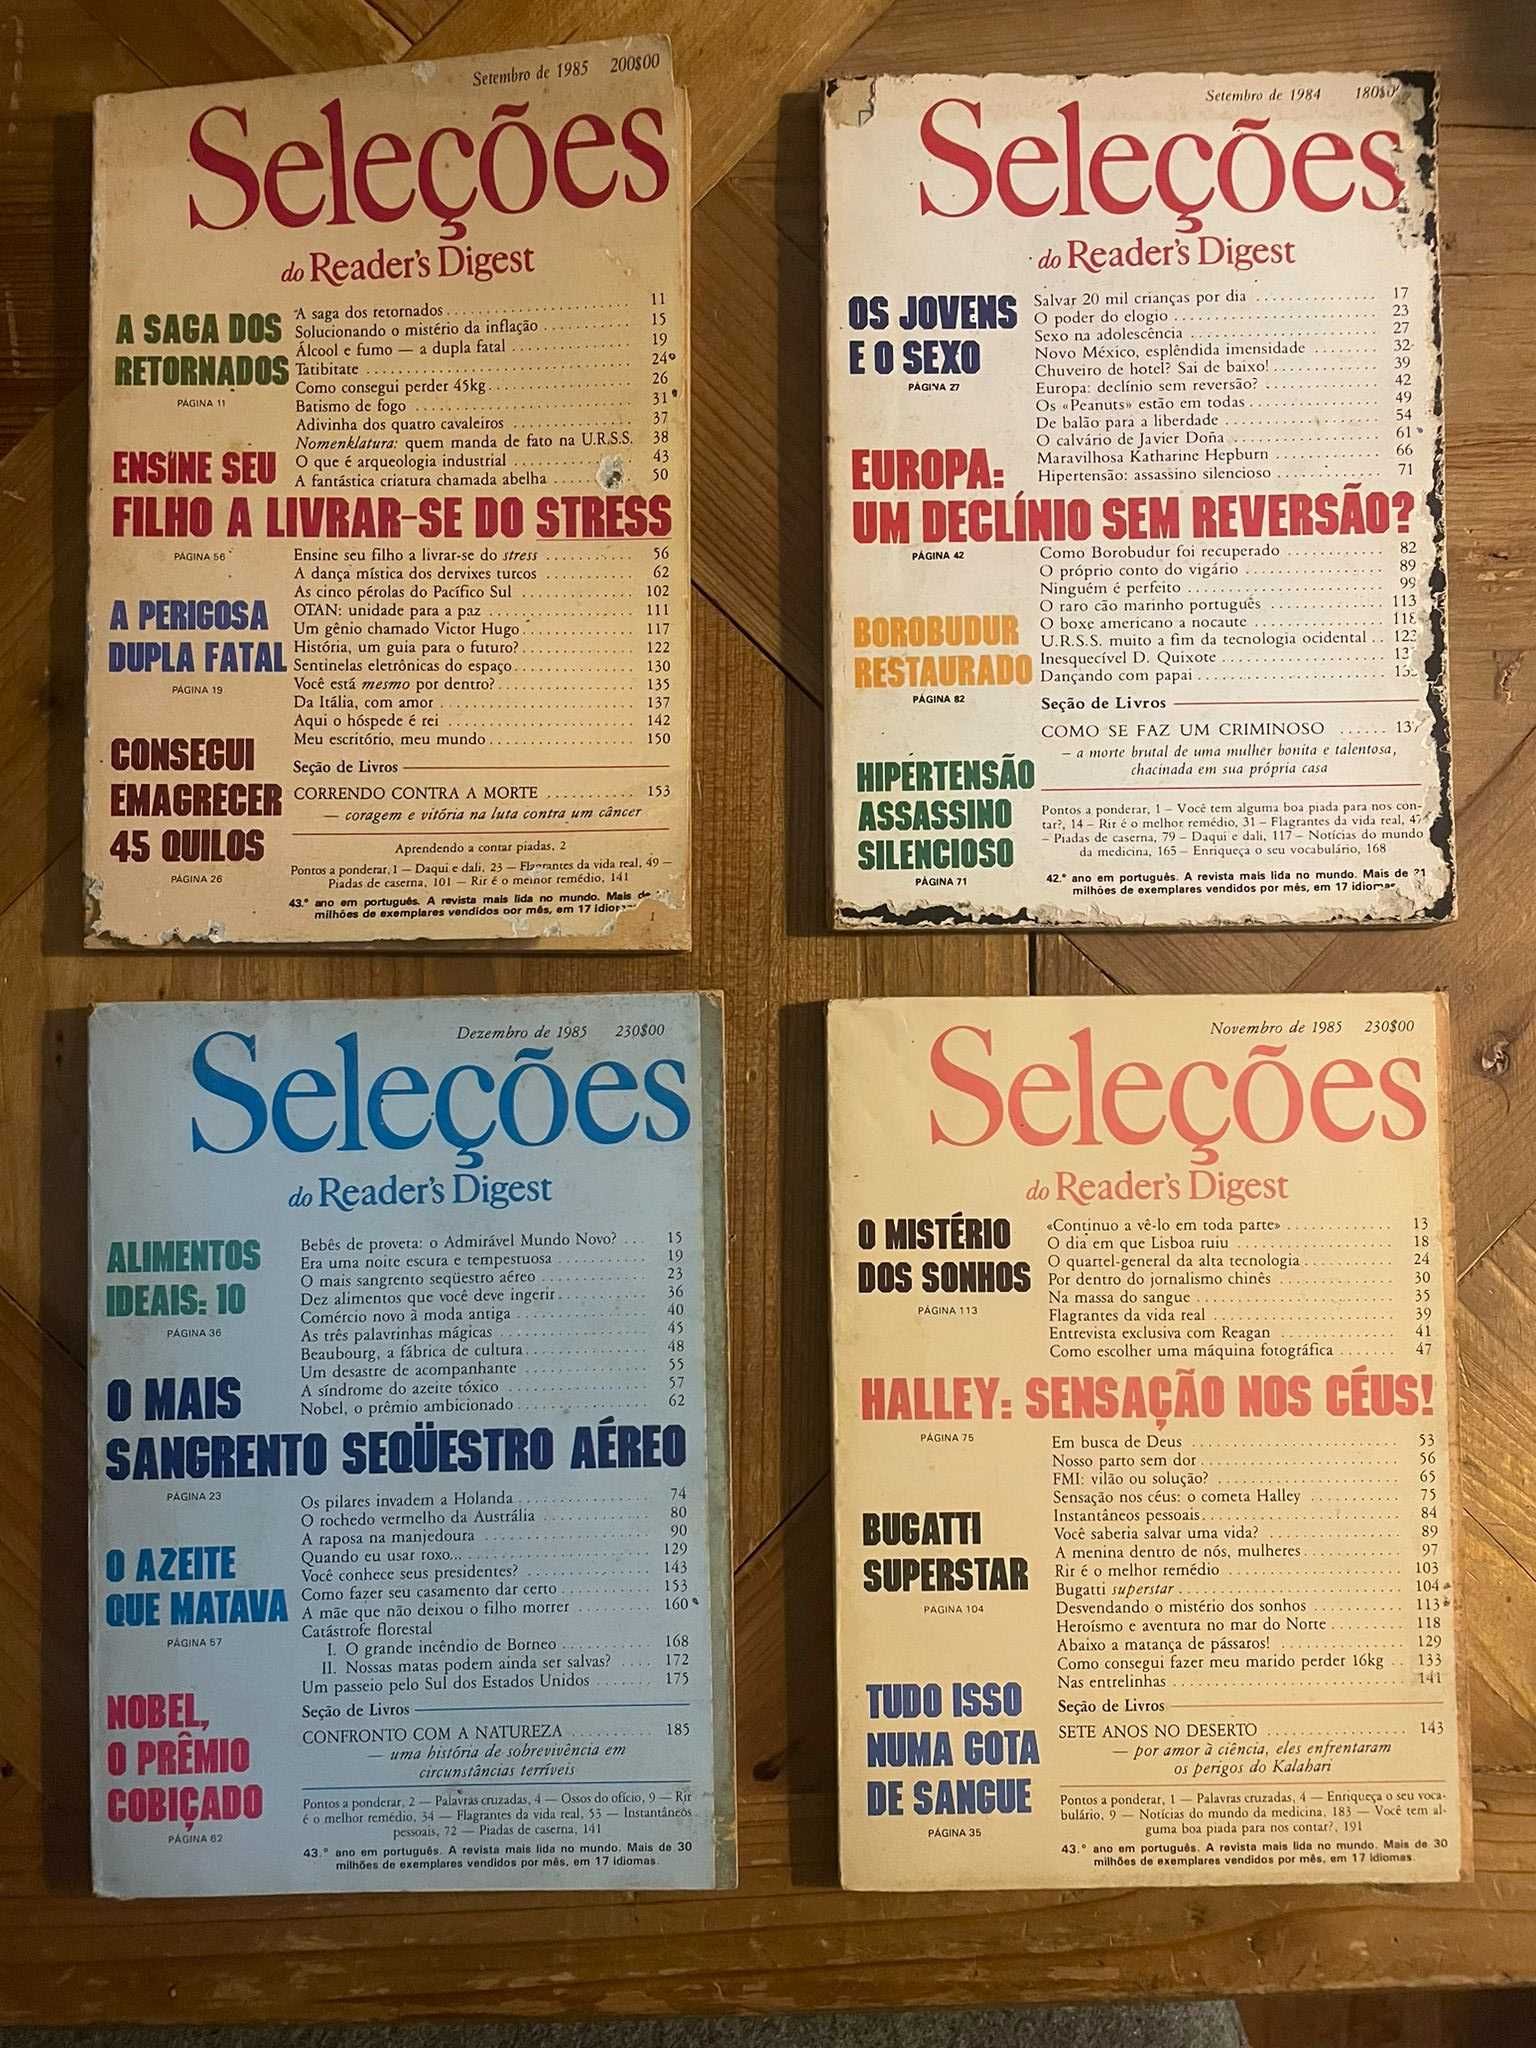 Setembro de 1985 200$00
Seleções
do Reader's Digest
A SAGA DOS
RETORNADOS
PÁGINA 11
A saga dos retornados 11
Solucionando o mistério da inflação 15
Álcool e fumo — a dupla fatal 19
Tatibitate 24
Como consegui perder 45kg 26
Batismo de fogo 31
Adivinha dos quatro cavaleiros 37
Nomenklatura: quem manda de fato na U.R.S.S. 38
O que é arqueologia industrial 43
A fantástica criatura chamada abelha 50
ENSINE SEU
FILHO A LIVRAR-SE DO STRESS
PÁGINA 56
Ensine seu filho a livrar-se do stress 56
A dança mística dos dervixes turcos 62
As cinco pérolas do Pacífico Sul 102
OTAN: unidade para a paz 111
Um gênio chamado Victor Hugo 117
História, um guia para o futuro? 122
Sentinelas eletrônicas do espaço 130
Você está mesmo por dentro? 135
Da Itália, com amor 137
Aqui o hóspede é rei 142
Meu escritório, meu mundo 150
A PERIGOSA
DUPLA FATAL
PÁGINA 19
CONSEGUI
EMAGRECER
45 QUILOS
PÁGINA 26
Seção de Livros
CORRENDO CONTRA A MORTE 153
— coragem e vitória na luta contra um câncer
Aprendendo a contar piadas, 2
Pontos a ponderar, 1 — Daqui e dali, 23 — Flagrantes da vida real, 49 —
Piadas de caserna, 101 — Rir é o melhor remédio, 141
43.º ano em português. A revista mais lida no mundo. Mais de
milhões de exemplares vendidos por mês, em 17
Setembro de 1984
Seleções
do Reader's Digest
OS JOVENS
E O SEXO
PÁGINA 27
Salvar 20 mil crianças por dia 17
O poder do elogio 23
Sexo na adolescência 27
Novo México, esplêndida imensidade 32
Chuveiro de hotel? Sai de baixo! 39
Europa: declínio sem reversão? 42
Os «Peanuts» estão em todas 49
De balão para a liberdade 54
O calvário de Javier Doña 61
Maravilhosa Katharine Hepburn 66
Hipertensão: assassino silencioso 71
EUROPA:
UM DECLÍNIO SEM REVERSÃO?
PÁGINA 42
Como Borobudur foi recuperado 82
O próprio conto do vigário 89
Ninguém é perfeito 99
O raro cão marinho português 113
O boxe americano a nocaute 118
U.R.S.S. muito a fim da tecnologia ocidental 123
Inesquecível D. Quixote
Dançando com papai
BOROBUDUR
RESTAURADO
PÁGINA 82
HIPERTENSÃO
ASSASSINO
SILENCIOSO
PÁGINA 71
Seção de Livros
COMO SE FAZ UM CRIMINOSO 137
— a morte brutal de uma mulher bonita e talentosa,
chacinada em sua própria casa
Pontos a ponderar, 1 — Você tem alguma boa piada para nos con-
tar?, 14 — Rir é o melhor remédio, 31 — Flagrantes da vida real, 47
— Piadas de caserna, 79 — Daqui e dali, 117 — Notícias do mundo
da medicina, 165 — Enriqueça o seu vocabulário, 168
42.º ano em português. A revista mais lida no mundo. Mais de
milhões de exemplares vendidos por mês, em 17
Dezembro de 1985 230$00
Seleções
do Reader's Digest
ALIMENTOS
IDEAIS: 10
PÁGINA 36
Bebês de proveta: o Admirável Mundo Novo? 15
Era uma noite escura e tempestuosa 19
O mais sangrento seqüestro aéreo 23
Dez alimentos que você deve ingerir 36
Comércio novo à moda antiga 40
As três palavrinhas mágicas 45
Beaubourg, a fábrica de cultura 48
Um desastre de acompanhante 55
A síndrome do azeite tóxico 57
Nobel, o prêmio ambicionado 62
O MAIS
SANGRENTO SEQÜESTRO AÉREO
PÁGINA 23
Os pilares invadem a Holanda 74
O rochedo vermelho da Austrália 80
A raposa na manjedoura 90
Quando eu usar roxo... 129
Você conhece seus presidentes? 143
Como fazer seu casamento dar certo 153
A mãe que não deixou o filho morrer 160
Catástrofe florestal
I. O grande incêndio de Borneo 168
II. Nossas matas podem ainda ser salvas? 172
Um passeio pelo Sul dos Estados Unidos 175
O AZEITE
QUE MATAVA
PÁGINA 57
NOBEL,
O PRÊMIO
COBIÇADO
PÁGINA 62
Seção de Livros
CONFRONTO COM A NATUREZA 185
— uma história de sobrevivência em
circunstâncias terríveis
Pontos a ponderar, 2 — Palavras cruzadas, 4 — Ossos do ofício, 9 — Rir
é o melhor remédio, 34 — Flagrantes da vida real, 53 — Instantâneos
pessoais, 72 — Piadas de caserna, 141
43.º ano em português. A revista mais lida no mundo. Mais de 30
milhões de exemplares vendidos por mês, em 17 idiomas.
Novembro de 1985 230$00
Seleções
do Reader's Digest
O MISTÉRIO
DOS SONHOS
PÁGINA 113
«Continuo a vê-lo em toda parte» 13
O dia em que Lisboa ruiu 18
O quartel-general da alta tecnologia 24
Por dentro do jornalismo chinês 30
Na massa do sangue 35
Flagrantes da vida real 39
Entrevista exclusiva com Reagan 41
Como escolher uma máquina fotográfica 47
HALLEY: SENSAÇÃO NOS CÉUS!
PÁGINA 75
Em busca de Deus 53
Nosso parto sem dor 56
FMI: vilão ou solução? 65
Sensação nos céus: o cometa Halley 75
Instantâneos pessoais 84
Você saberia salvar uma vida? 89
A menina dentro de nós, mulheres 97
Rir é o melhor remédio 103
Bugatti superstar 104
Desvendando o mistério dos sonhos 113
Heroísmo e aventura no mar do Norte 118
Abaixo a matança de pássaros! 129
Como consegui fazer meu marido perder 16kg 133
Nas entrelinhas 141
BUGATTI
SUPERSTAR
PÁGINA 104
TUDO ISSO
NUMA GOTA
DE SANGUE
PÁGINA 35
Seção de Livros
SETE ANOS NO DESERTO 143
— por amor à ciência, eles enfrentaram
os perigos do Kalahari
Pontos a ponderar, 1 — Palavras cruzadas, 4 — Enriqueça o seu voca-
bulário, 9 — Notícias do mundo da medicina, 183 — Você tem al-
guma boa piada para nos contar?, 191
43.º ano em português. A revista mais lida no mundo. Mais de 30
milhões de exemplares vendidos por mês, em 17 idiomas.